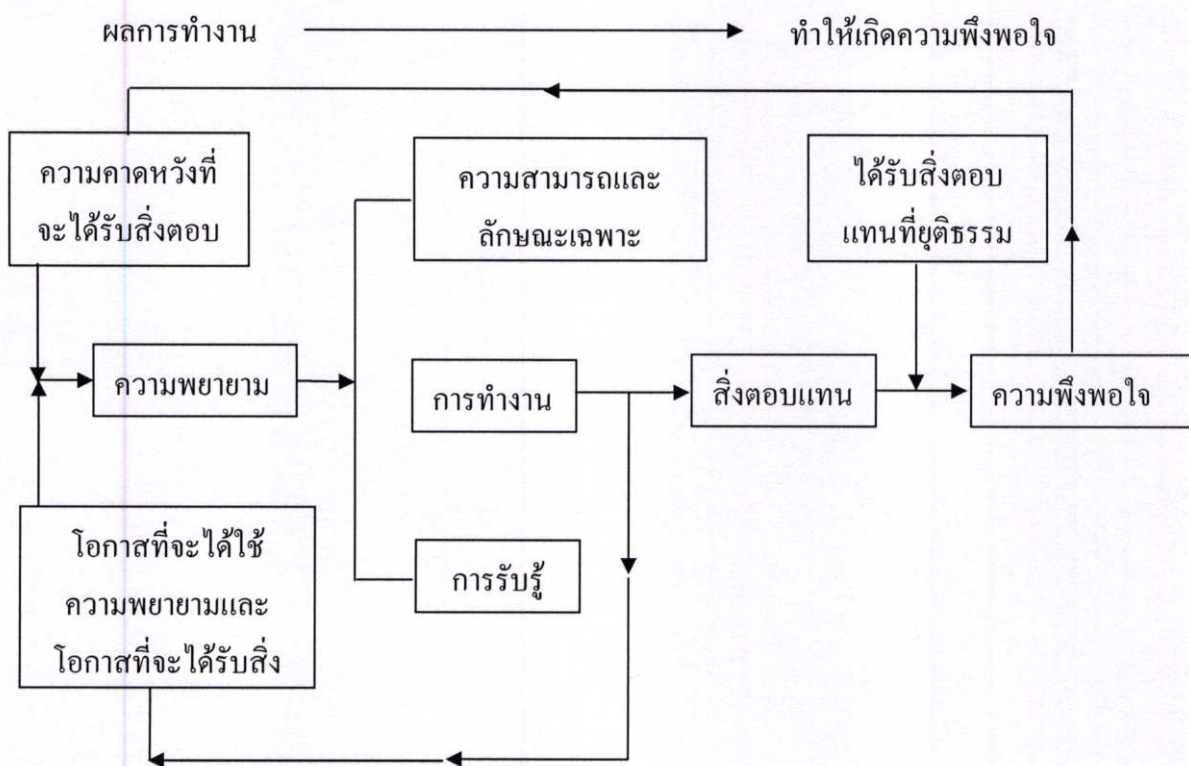 ผลการทำงาน ทำให้เกิดความพึงพอใจ
ความคาดหวังที่
จะได้รับสิ่งตอบ
ความสามารถและ
ลักษณะเฉพาะ
ได้รับสิ่งตอบ
แทนที่ยุติธรรม
ความพยายาม
การทำงาน
สิ่งตอบแทน
ความพึงพอใจ
โอกาสที่จะได้ใช้
ความพยายามและ
โอกาสที่จะได้รับสิ่ง
การรับรู้